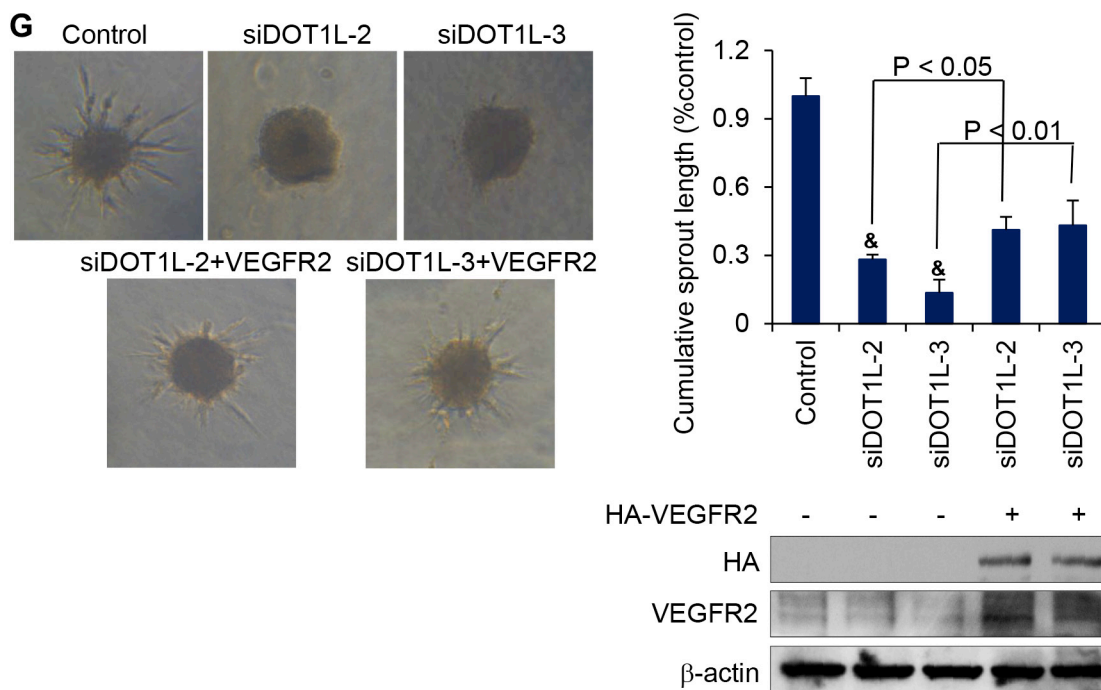 G
Control siDOT1L-2 siDOT1L-3
siDOT1L-2+VEGFR2 siDOT1L-3+VEGFR2
Cumulative sprout length (%control)
1.2
0.9
0.6
0.3
0
P < 0.05
P < 0.01
&
&
Control
siDOT1L-2
siDOT1L-3
siDOT1L-2
siDOT1L-3
HA-VEGFR2 - - - + +
HA
VEGFR2
β-actin